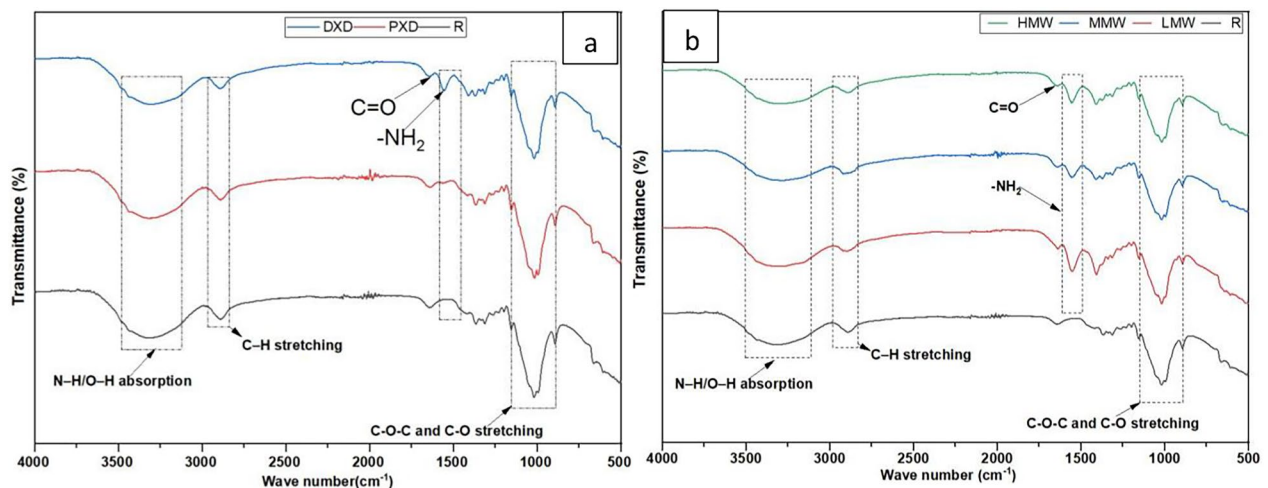 DXD PXD R
a
C=O
-NH₂
C–H stretching
N–H/O–H absorption
C-O-C and C-O stretching
Transmittance (%)
4000 3500 3000 2500 2000 1500 1000 500
Wave number(cm⁻¹)
HMW MMW LMW R
b
C=O
-NH₂
C–H stretching
N–H/O–H absorption
C-O-C and C-O stretching
Transmittance (%)
4000 3500 3000 2500 2000 1500 1000 500
Wave number (cm⁻¹)